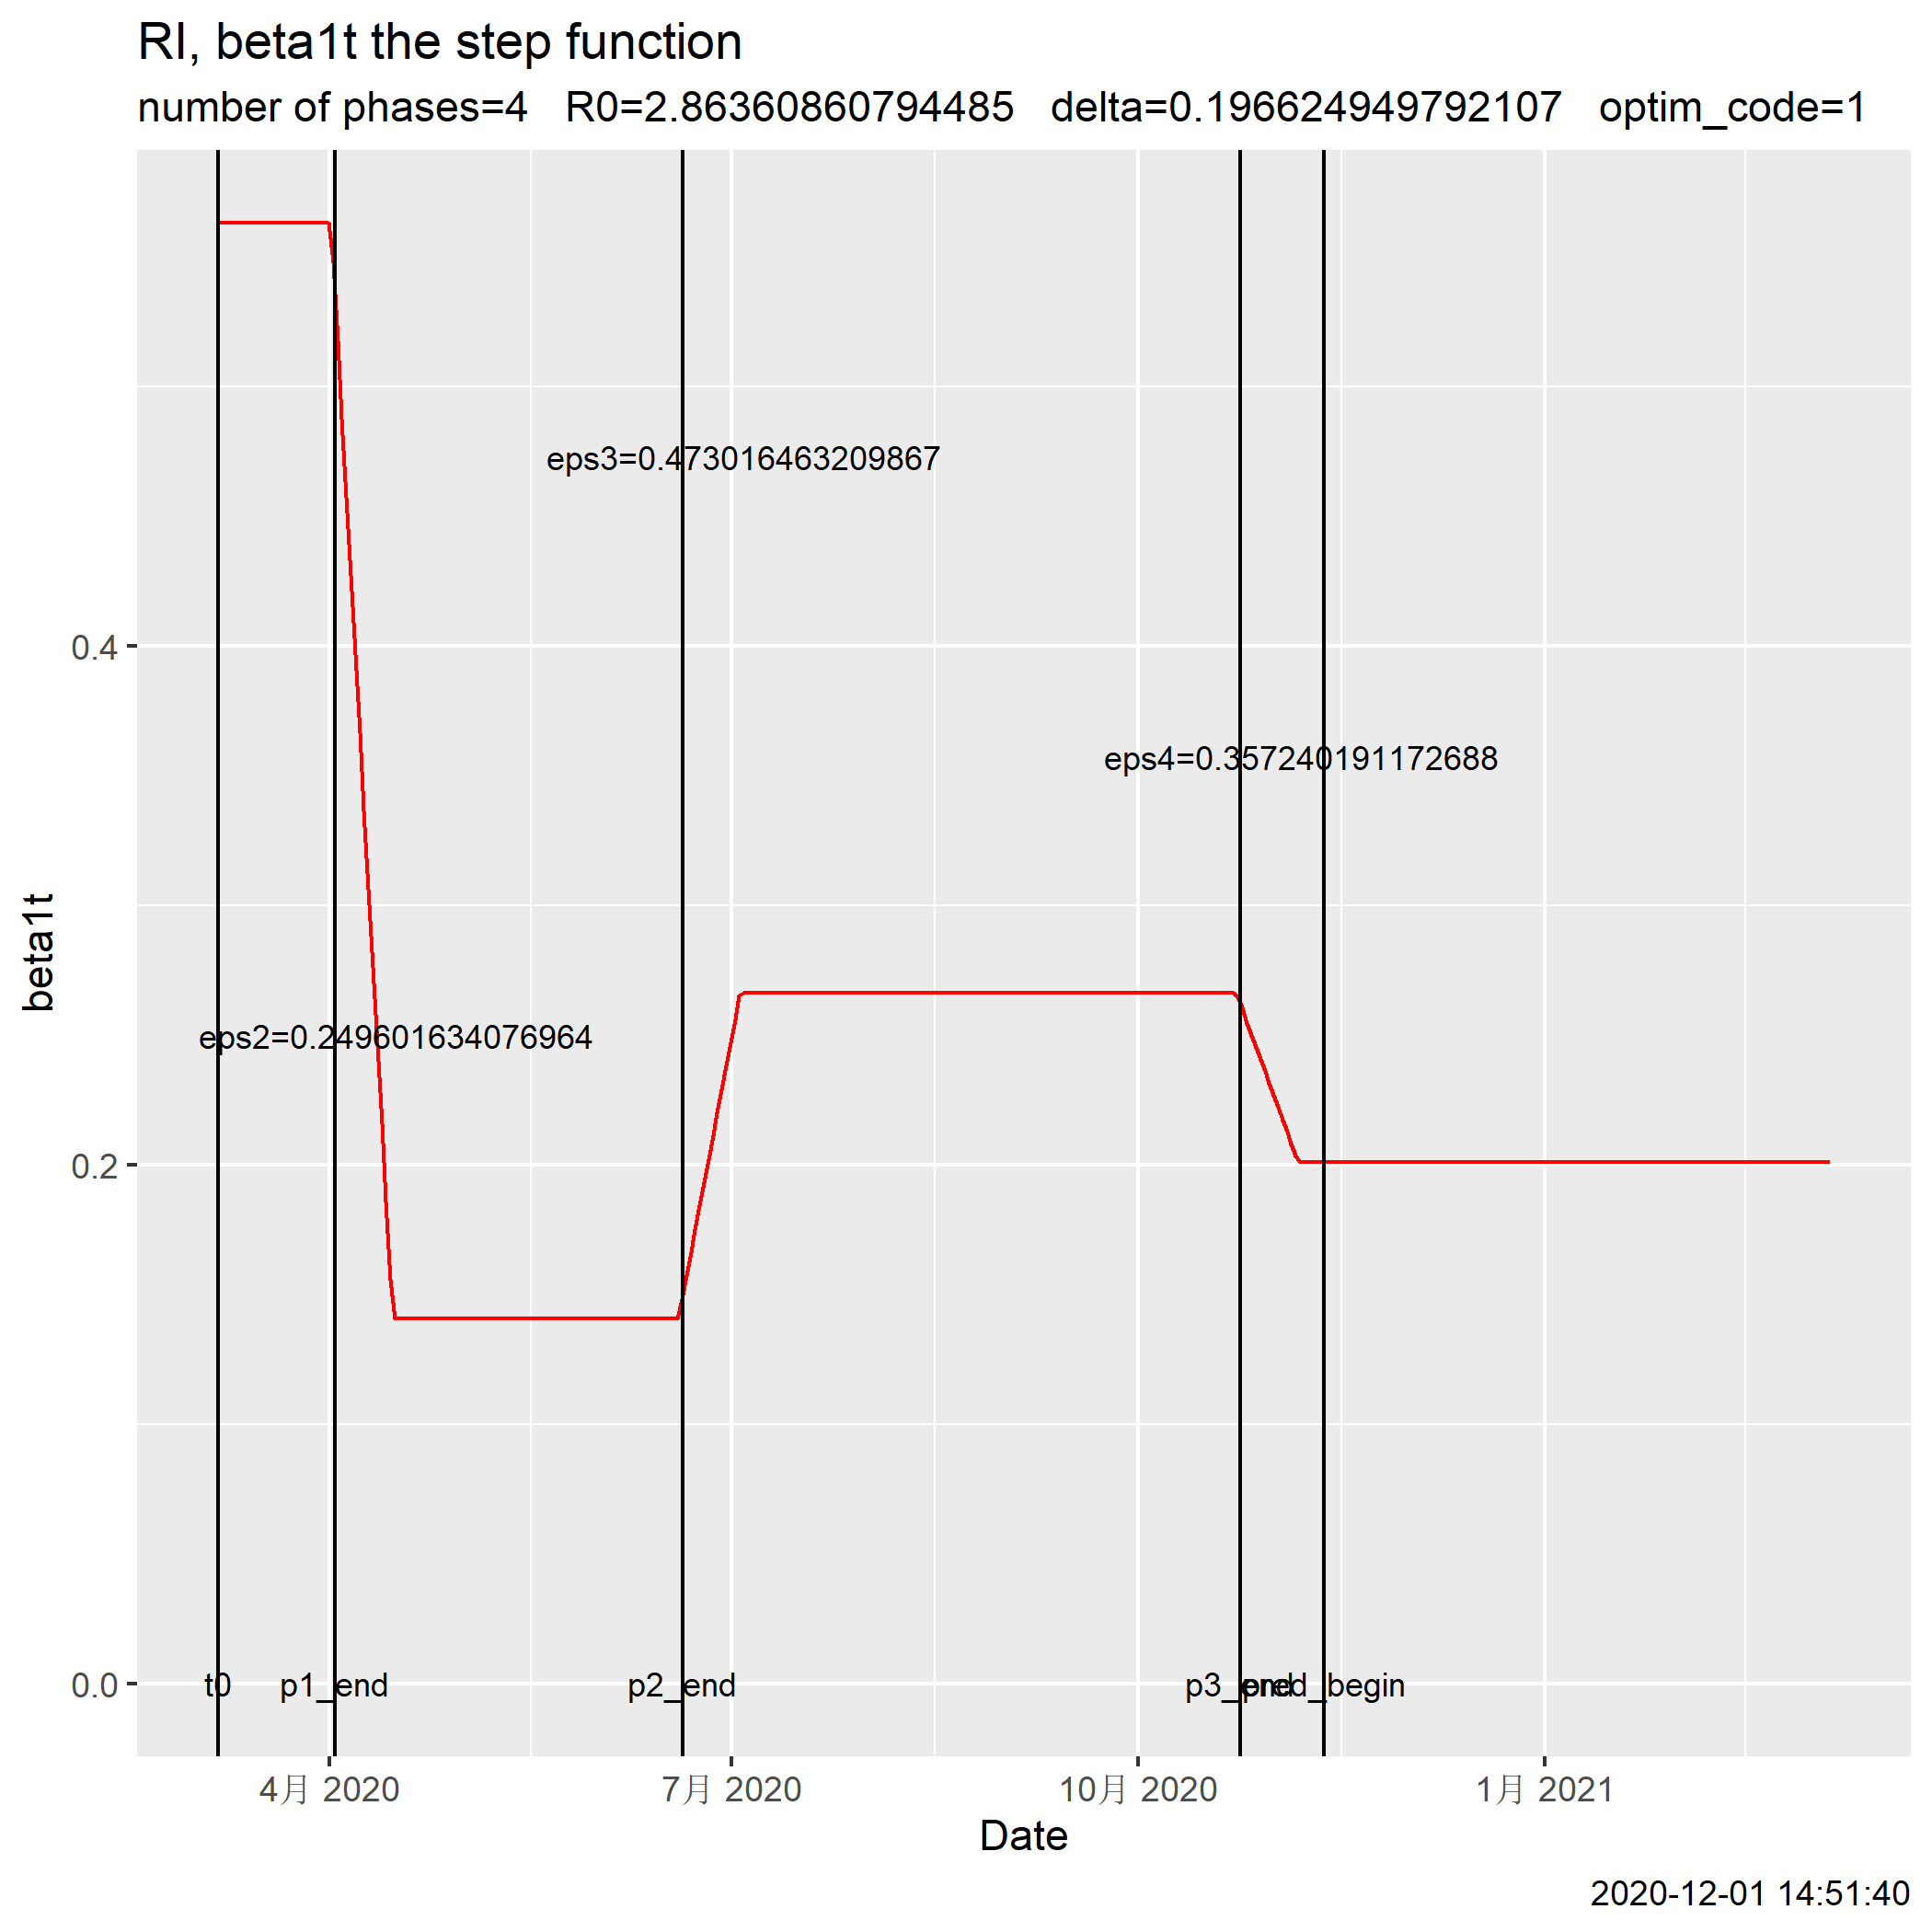 RI, beta1t the step function
number of phases=4 R0=2.86360860794485 delta=0.196624949792107 optim_code=1
eps3=0.473016463209867
0.4
eps4=0.357240191172688
beta1t
eps2=0.249601634076964
0.2
0.0
t0 p1_end p2_end p3_end pred_begin
4月 2020 7月 2020 10月 2020 1月 2021
Date
2020-12-01 14:51:40